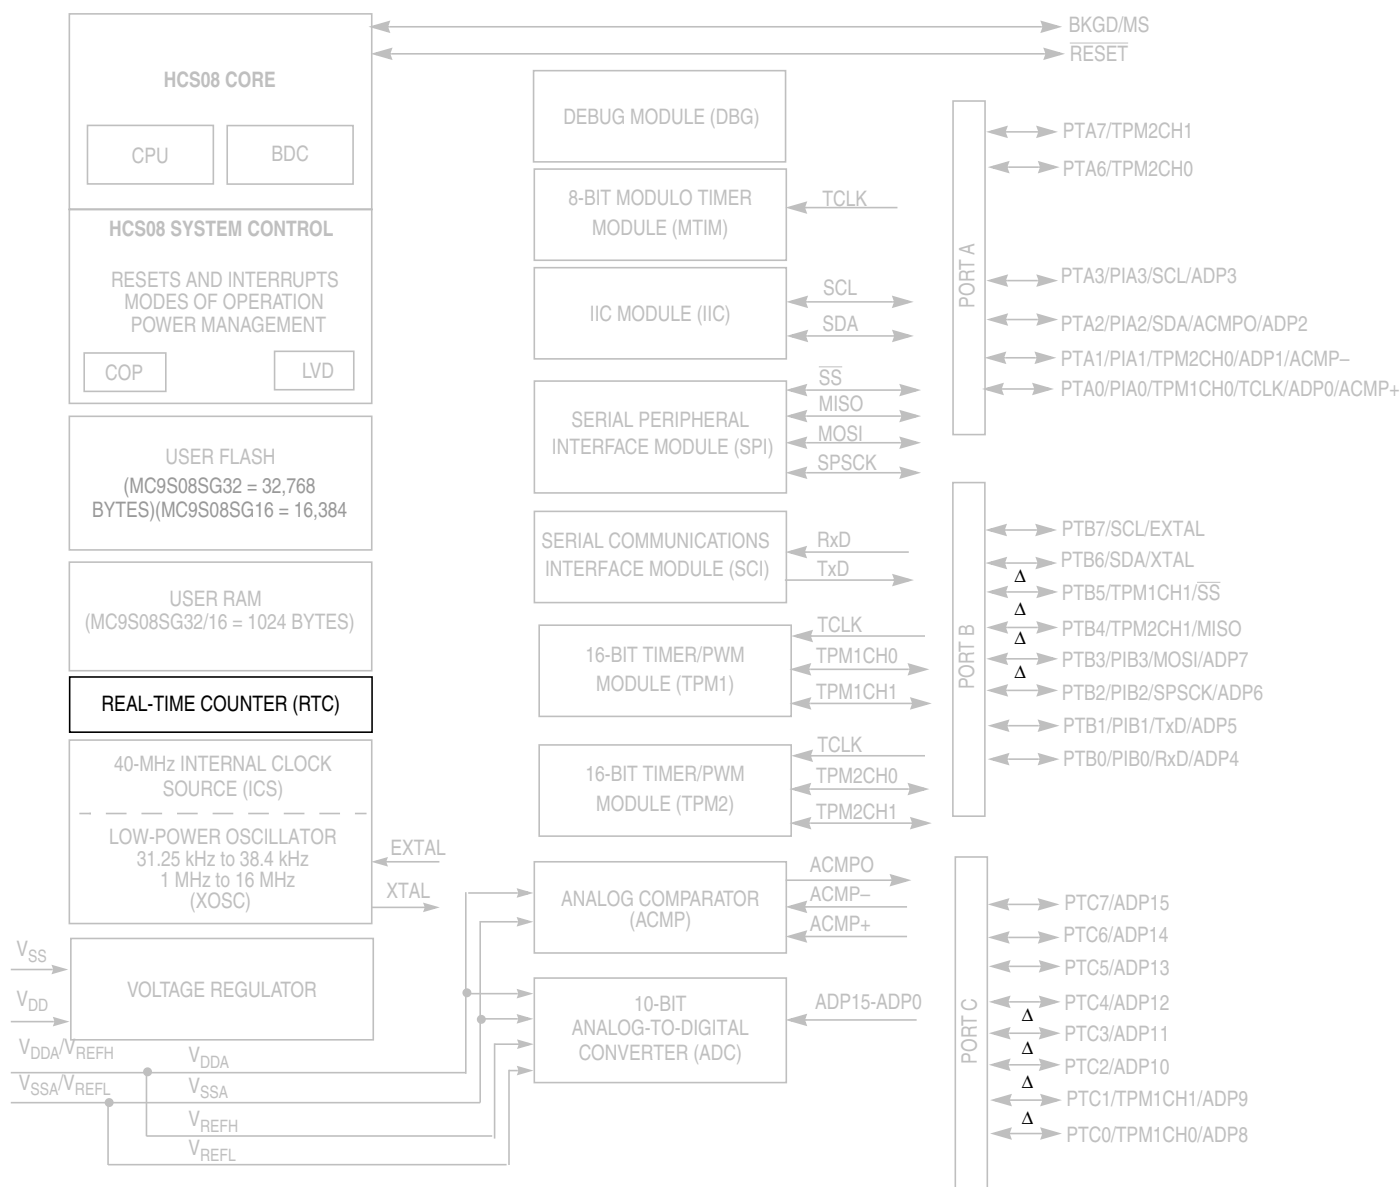 BKGD/MS
RESET
HCS08 CORE
CPU
BDC
HCS08 SYSTEM CONTROL
RESETS AND INTERRUPTS
MODES OF OPERATION
POWER MANAGEMENT
COP
LVD
USER FLASH
(MC9S08SG32 = 32,768
BYTES)(MC9S08SG16 = 16,384
USER RAM
(MC9S08SG32/16 = 1024 BYTES)
REAL-TIME COUNTER (RTC)
40-MHz INTERNAL CLOCK
SOURCE (ICS)
LOW-POWER OSCILLATOR
31.25 kHz to 38.4 kHz
1 MHz to 16 MHz
(XOSC)
EXTAL
XTAL
VSS
VDD
VOLTAGE REGULATOR
VDDA/VREFH
VSSA/VREFL
VDDA
VSSA
VREFH
VREFL
DEBUG MODULE (DBG)
8-BIT MODULO TIMER
MODULE (MTIM)
TCLK
IIC MODULE (IIC)
SCL
SDA
SERIAL PERIPHERAL
INTERFACE MODULE (SPI)
SS
MISO
MOSI
SPSCK
SERIAL COMMUNICATIONS
INTERFACE MODULE (SCI)
RxD
TxD
16-BIT TIMER/PWM
MODULE (TPM1)
TCLK
TPM1CH0
TPM1CH1
16-BIT TIMER/PWM
MODULE (TPM2)
TCLK
TPM2CH0
TPM2CH1
ANALOG COMPARATOR
(ACMP)
ACMPO
ACMP–
ACMP+
10-BIT
ANALOG-TO-DIGITAL
CONVERTER (ADC)
ADP15-ADP0
PORT A
PTA7/TPM2CH1
PTA6/TPM2CH0
PTA3/PIA3/SCL/ADP3
PTA2/PIA2/SDA/ACMPO/ADP2
PTA1/PIA1/TPM2CH0/ADP1/ACMP–
PTA0/PIA0/TPM1CH0/TCLK/ADP0/ACMP+
PORT B
PTB7/SCL/EXTAL
PTB6/SDA/XTAL
Δ
PTB5/TPM1CH1/SS
Δ
PTB4/TPM2CH1/MISO
Δ
PTB3/PIB3/MOSI/ADP7
Δ
PTB2/PIB2/SPSCK/ADP6
PTB1/PIB1/TxD/ADP5
PTB0/PIB0/RxD/ADP4
PORT C
PTC7/ADP15
PTC6/ADP14
PTC5/ADP13
PTC4/ADP12
Δ
PTC3/ADP11
Δ
PTC2/ADP10
Δ
PTC1/TPM1CH1/ADP9
Δ
PTC0/TPM1CH0/ADP8